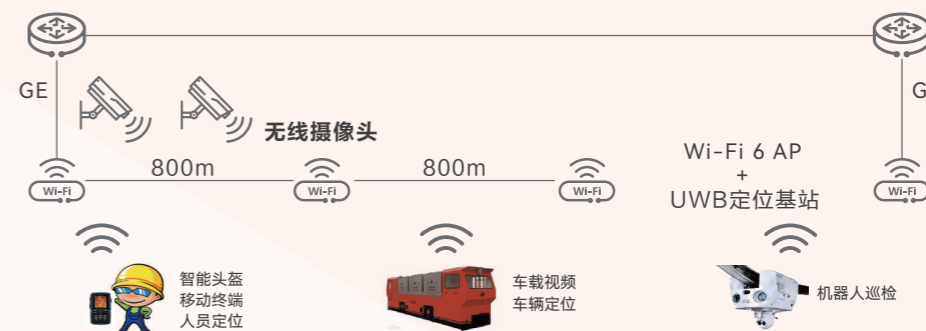 GE
G
无线摄像头
800m
800m
Wi-Fi 6 AP
+
UWB定位基站
Wi-Fi
Wi-Fi
Wi-Fi
Wi-Fi
智能头盔
移动终端
人员定位
车载视频
车辆定位
机器人巡检